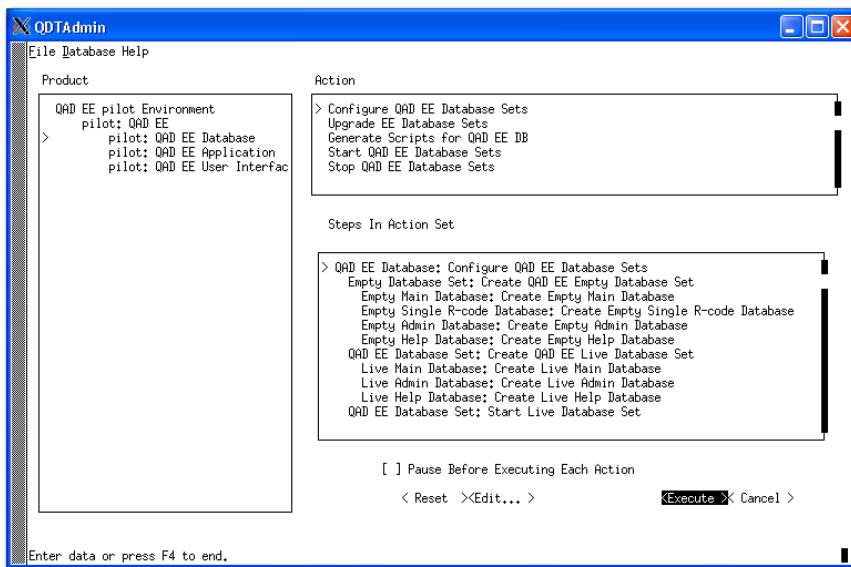 QDTAdmin
File Database Help
Product
QAD EE pilot Environment
pilot: QAD EE
> pilot: QAD EE Database
pilot: QAD EE Application
pilot: QAD EE User Interfac
Action
> Configure QAD EE Database Sets
Upgrade EE Database Sets
Generate Scripts for QAD EE DB
Start QAD EE Database Sets
Stop QAD EE Database Sets
Steps In Action Set
> QAD EE Database: Configure QAD EE Database Sets
Empty Database Set: Create QAD EE Empty Database Set
Empty Main Database: Create Empty Main Database
Empty Single R-code Database: Create Empty Single R-code Database
Empty Admin Database: Create Empty Admin Database
Empty Help Database: Create Empty Help Database
QAD EE Database Set: Create QAD EE Live Database Set
Live Main Database: Create Live Main Database
Live Admin Database: Create Live Admin Database
Live Help Database: Create Live Help Database
QAD EE Database Set: Start Live Database Set
[ ] Pause Before Executing Each Action
< Reset ><Edit... > <Execute >< Cancel >
Enter data or press F4 to end.